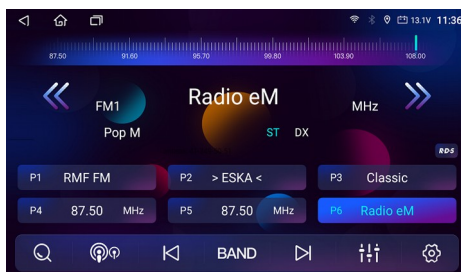 13.1V 11:36
87.50 91.60 95.70 99.80 103.90 108.00
FM1 Radio eM MHz
Pop M ST DX
R·D·S
P1 RMF FM P2 > ESKA < P3 Classic
P4 87.50 MHz P5 87.50 MHz P6 Radio eM
BAND